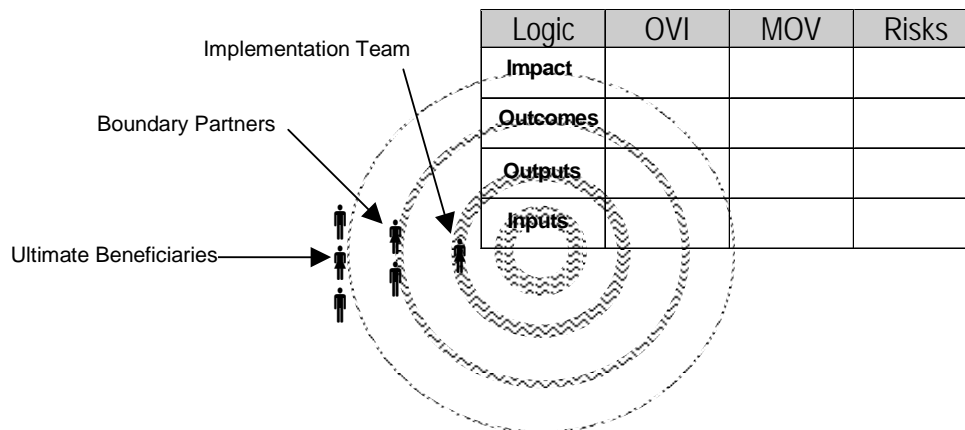 Logic OVI MOV Risks
Implementation Team
Impact
Boundary Partners
Outcomes
Outputs
Inputs
Ultimate Beneficiaries